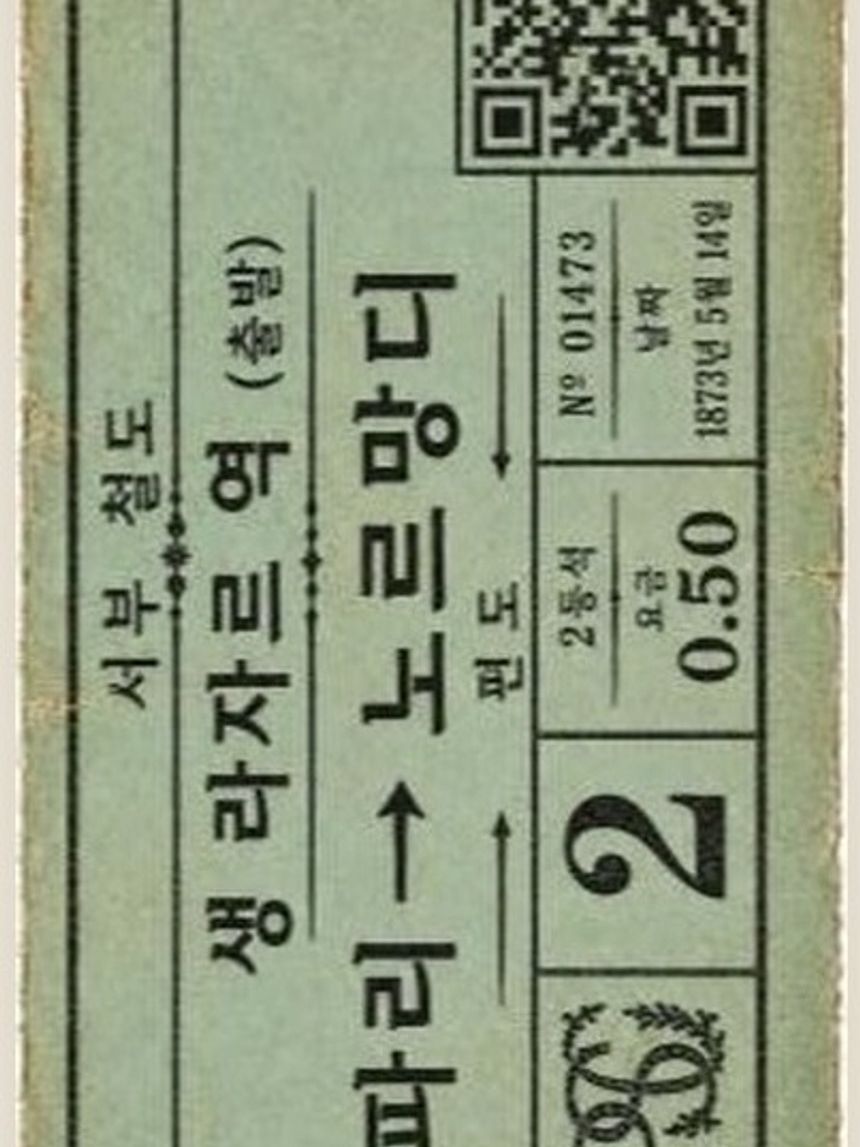 서부 철도
생 라자르 역 (출발)
파리 → 노르망디
편도
2
2등석
요금
0.50
Nº 01473
날짜
1873년 5월 14일